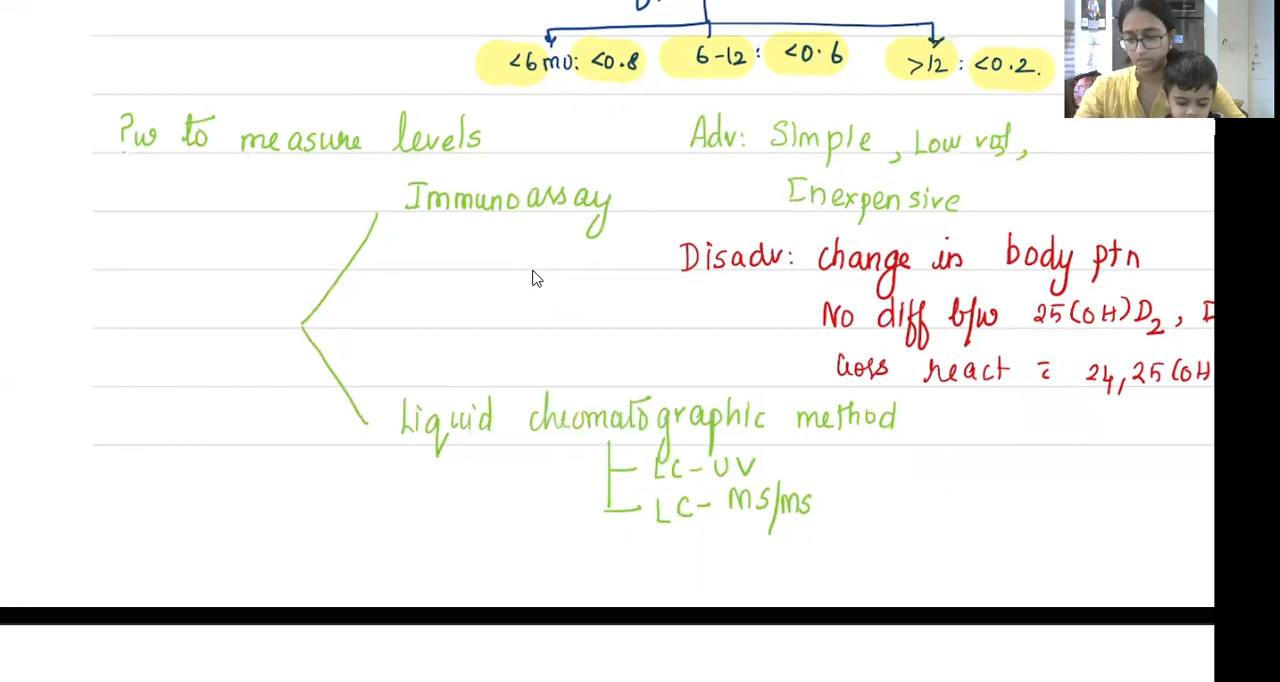 <6 mo: <0.8 6-12 : <0.6 >12 : <0.2.
?w to measure levels Adv: Simple, Low vol,
Immunoassay Inexpensive
Disadv: change in body ptn
No diff b/w 25(OH)D2,
Cross react c̄ 24,25(OH
Liquid chromatographic method
LC-UV
LC-MS/MS